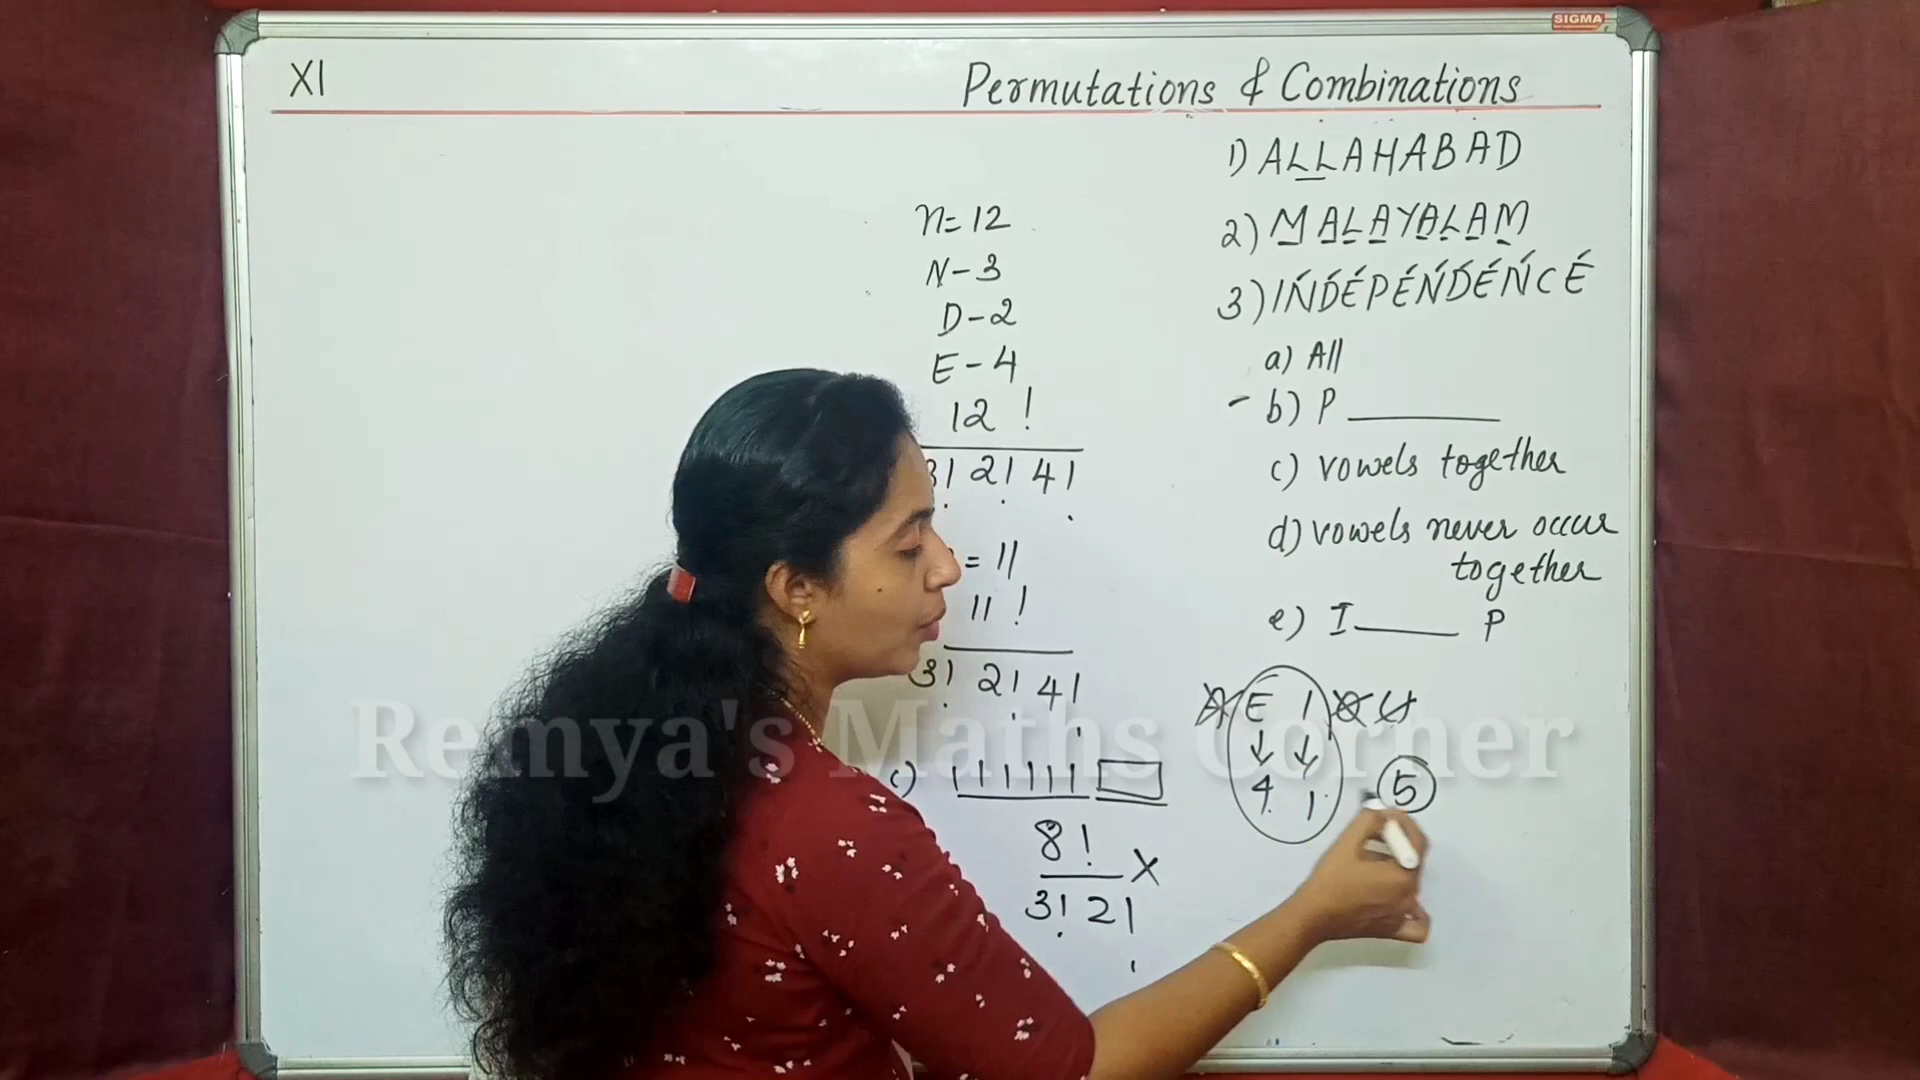 SIGMA
XI
Permutations & Combinations
1) ALLAHABAD
2) MALAYALAM
3) INDEPENDENCE
a) All
- b) P ______
c) vowels together
d) vowels never occur
together
e) I______ P
A E I O U
4 1 5
n=12
N-3
D-2
E-4
12 !
3! 2! 4!
= 11
11 !
3! 2! 4!
c)
8! X
3! 2!
Remya's Maths Corner